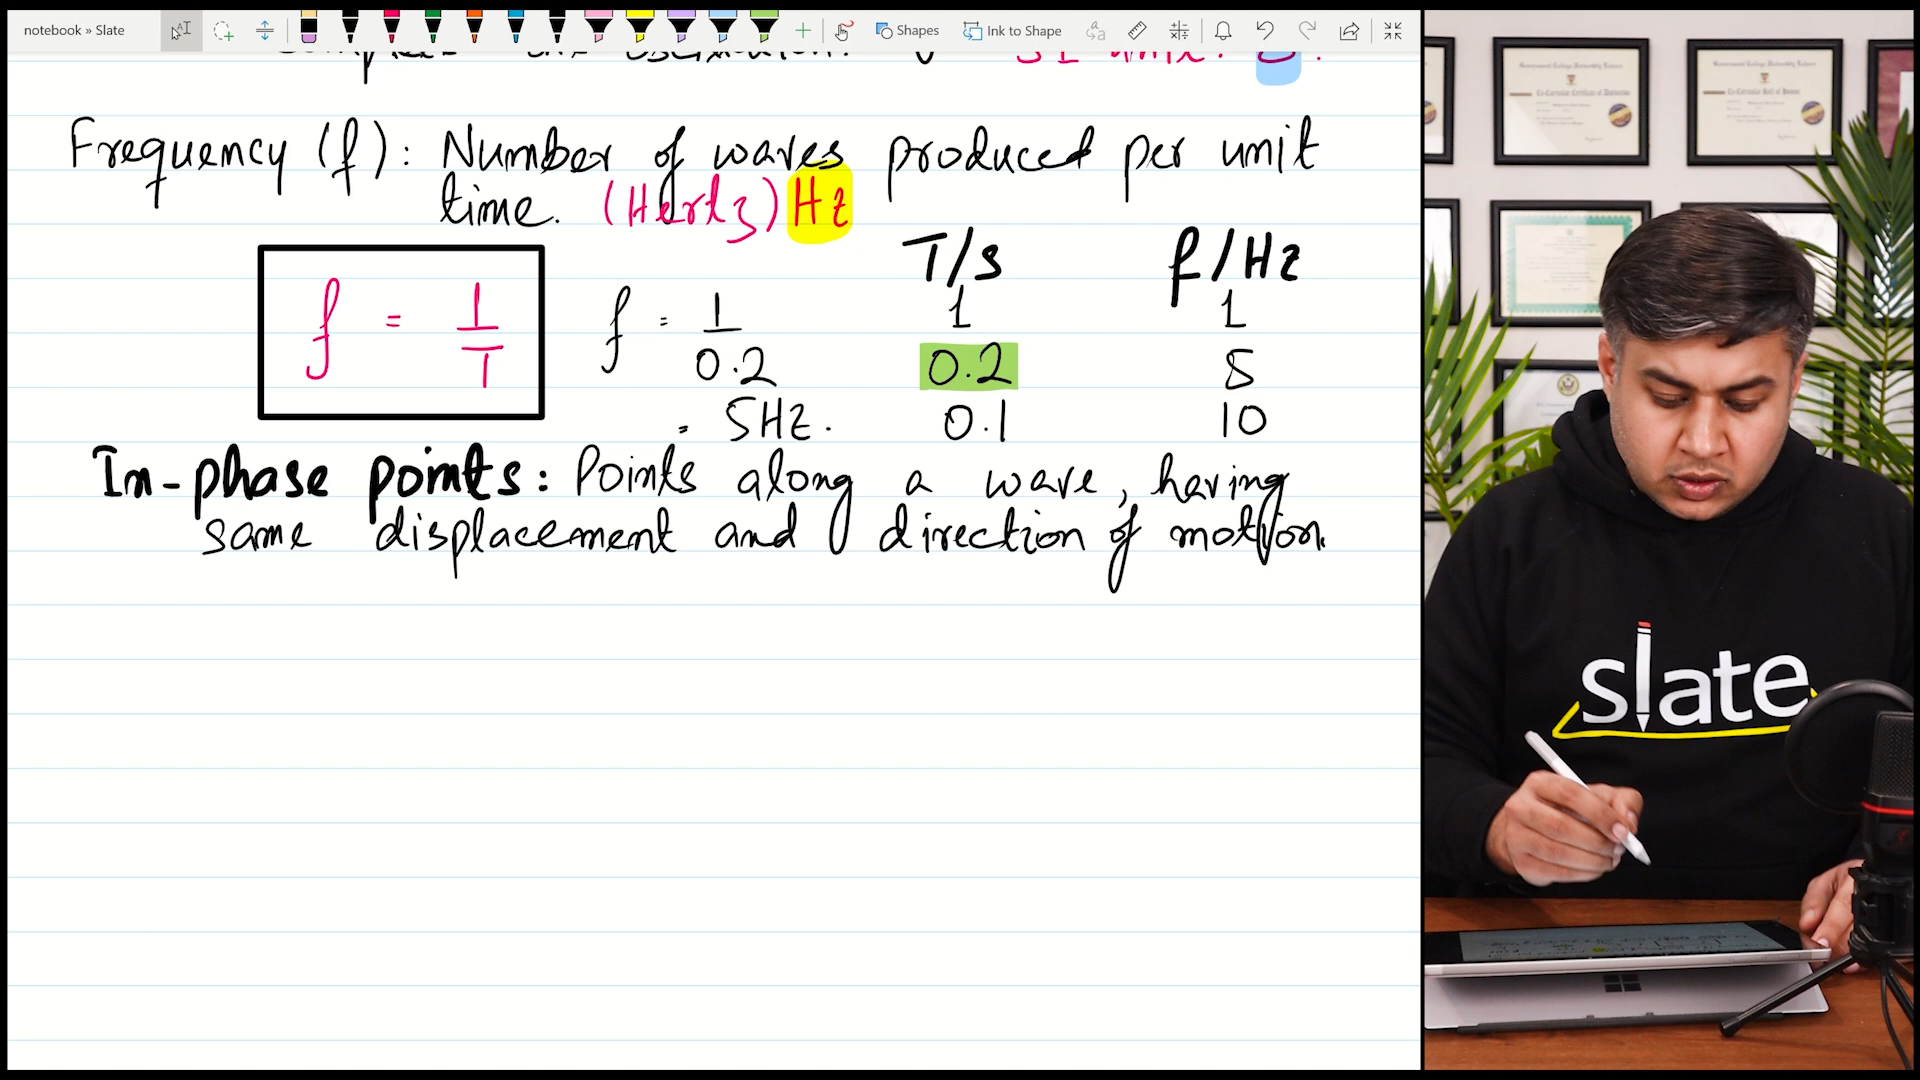 notebook » Slate
Shapes
Ink to Shape
SI unit: s.
Frequency (f): Number of waves produced per unit
time. (Hertz) Hz
T/s f/Hz
f = 1/T f = 1/0.2 1 1
0.2 5
= 5Hz. 0.1 10
In-phase points: Points along a wave, having
same displacement and direction of motion.
slate